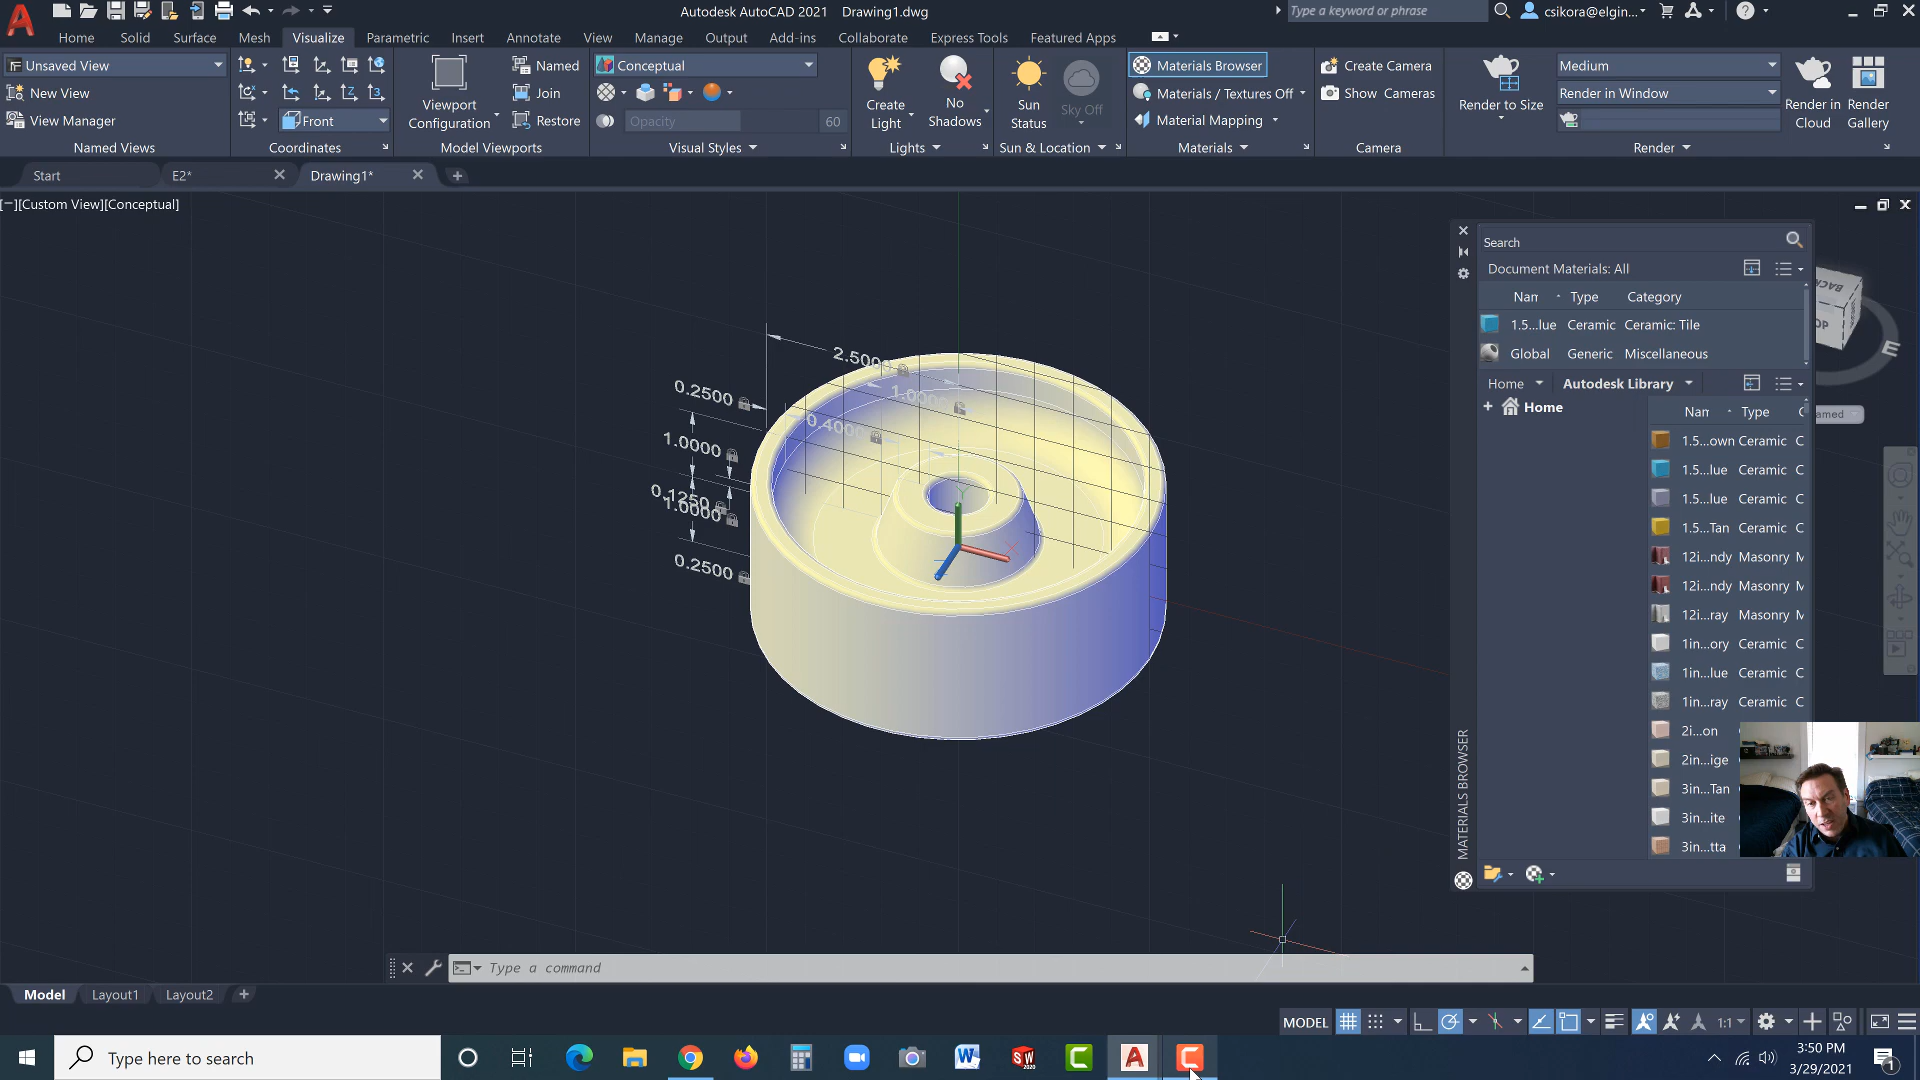 Autodesk AutoCAD 2021 Drawing1.dwg
Type a keyword or phrase
csikora@elgin...
Home Solid Surface Mesh Visualize Parametric Insert Annotate View Manage Output Add-ins Collaborate Express Tools Featured Apps
Unsaved View
New View
View Manager
Named Views
Front
Coordinates
Viewport
Configuration
Named
Join
Restore
Model Viewports
Conceptual
Opacity 60
Visual Styles
Create
Light
No
Shadows
Lights
Sun
Status
Sky Off
Sun & Location
Materials Browser
Materials / Textures Off
Material Mapping
Materials
Create Camera
Show Cameras
Camera
Render to Size
Medium
Render in Window
Render in
Cloud
Render
Gallery
Render
Start E2* Drawing1*
[−][Custom View][Conceptual]
2.5000
0.2500
1.0000
0.4000
1.0000
0.1250
1.0000
0.2500
Y
X
Search
Document Materials: All
Nan Type Category
1.5...lue Ceramic Ceramic: Tile
Global Generic Miscellaneous
Home Autodesk Library
Home
Nan Type C
1.5...own Ceramic C
1.5...lue Ceramic C
1.5...lue Ceramic C
1.5...Tan Ceramic C
12i...ndy Masonry M
12i...ndy Masonry M
12i...ray Masonry M
1in...ory Ceramic C
1in...lue Ceramic C
1in...ray Ceramic C
2i...on
2in...ige
3in...Tan
3in...ite
3in...tta
MATERIALS BROWSER
BACK
OP
E
amed
Type a command
Model Layout1 Layout2
MODEL
1:1
Type here to search
SW
2020
3:50 PM
3/29/2021
1